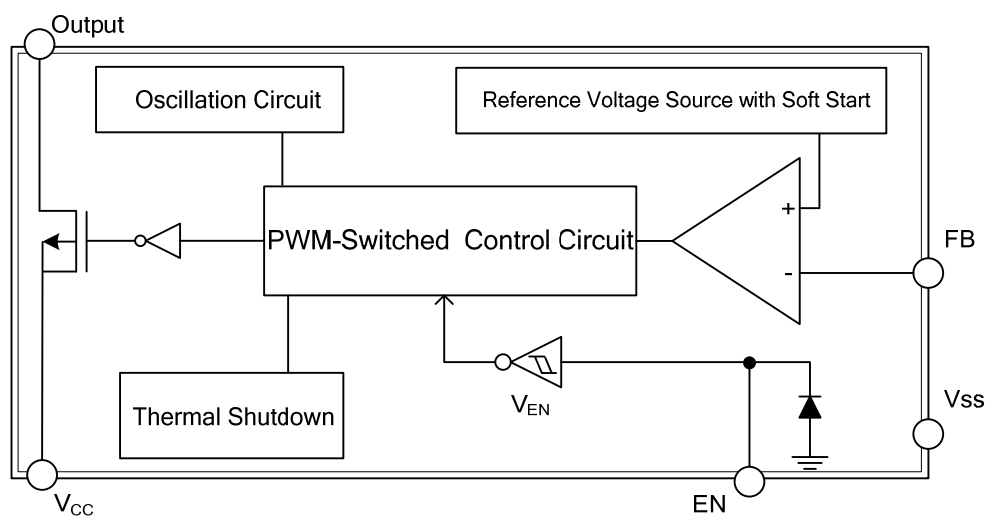 Output
Oscillation Circuit
Reference Voltage Source with Soft Start
+
PWM-Switched Control Circuit
FB
-
Vss
VEN
Thermal Shutdown
VCC
EN